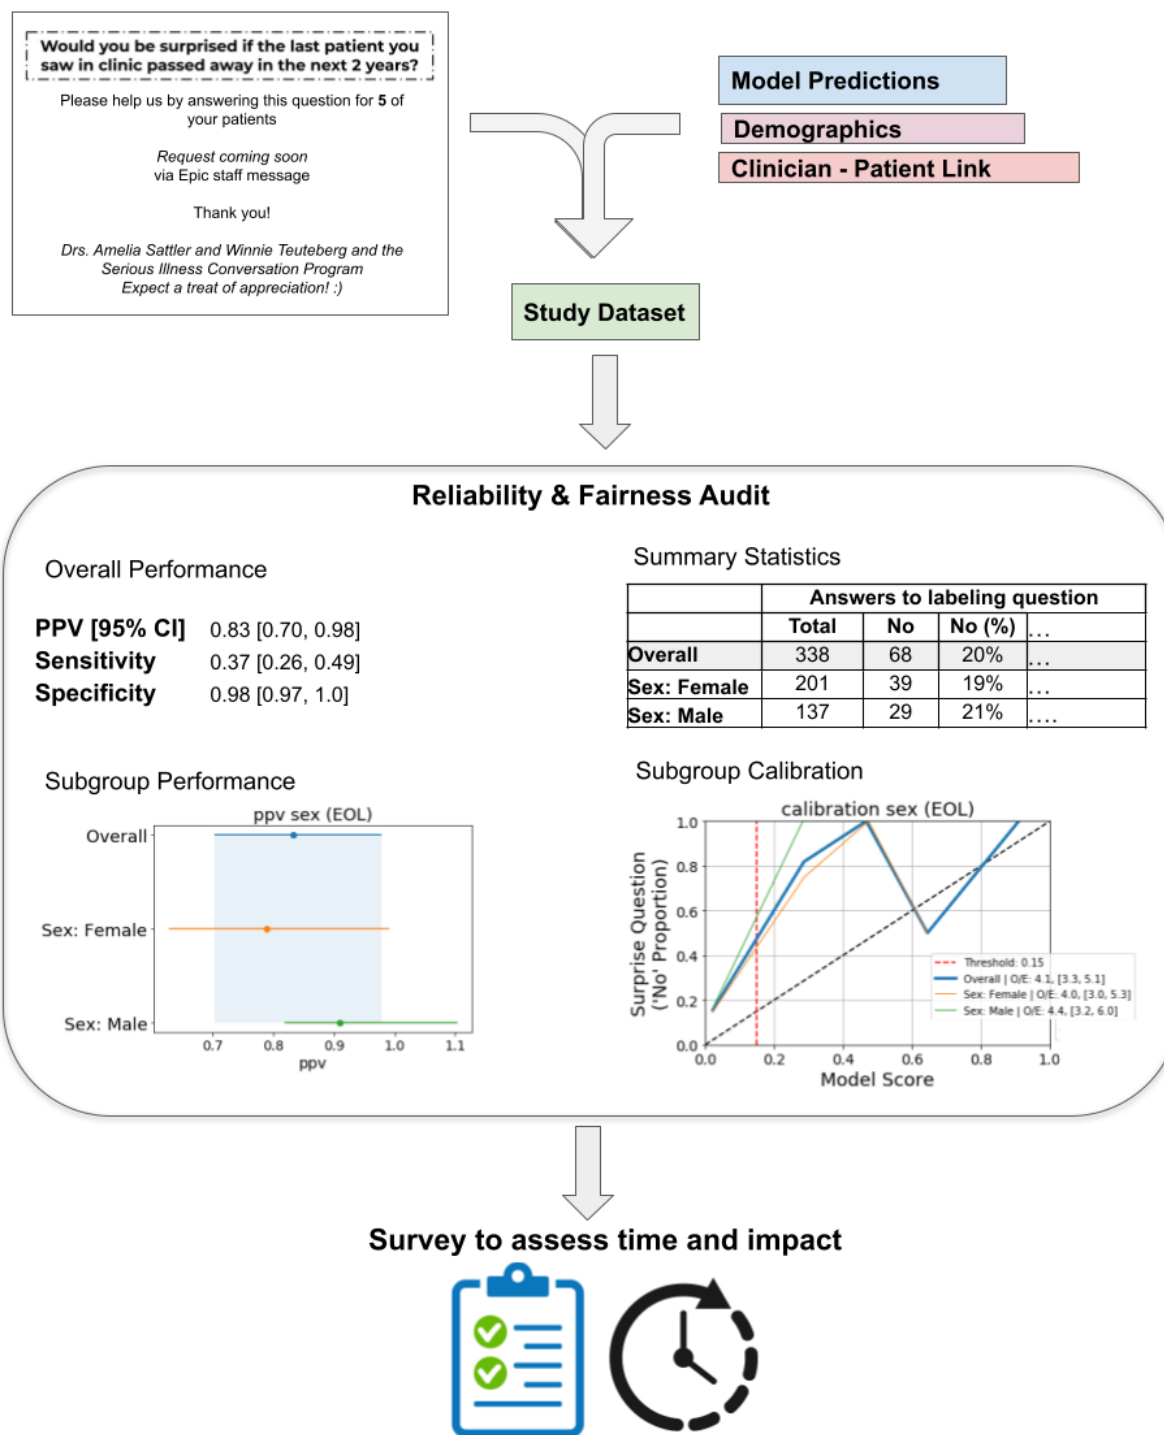 Would you be surprised if the last patient you
saw in clinic passed away in the next 2 years?
Please help us by answering this question for 5 of
your patients
Request coming soon
via Epic staff message
Thank you!
Drs. Amelia Sattler and Winnie Teuteberg and the
Serious Illness Conversation Program
Expect a treat of appreciation! :)
Model Predictions
Demographics
Clinician - Patient Link
Study Dataset
Reliability & Fairness Audit
Overall Performance
PPV [95% CI] 0.83 [0.70, 0.98]
Sensitivity 0.37 [0.26, 0.49]
Specificity 0.98 [0.97, 1.0]
Summary Statistics
Answers to labeling question
Total No No (%) ...
Overall 338 68 20% ...
Sex: Female 201 39 19% ...
Sex: Male 137 29 21% ....
Subgroup Performance
ppv sex (EOL)
Overall
Sex: Female
Sex: Male
0.7 0.8 0.9 1.0 1.1
ppv
Subgroup Calibration
calibration sex (EOL)
Surprise Question
('No' Proportion)
1.0
0.8
0.6
0.4
0.2
0.0
Threshold: 0.15
Overall | O/E: 4.1, [3.3, 5.1]
Sex: Female | O/E: 4.0, [3.0, 5.3]
Sex: Male | O/E: 4.4, [3.2, 6.0]
0.0 0.2 0.4 0.6 0.8 1.0
Model Score
Survey to assess time and impact